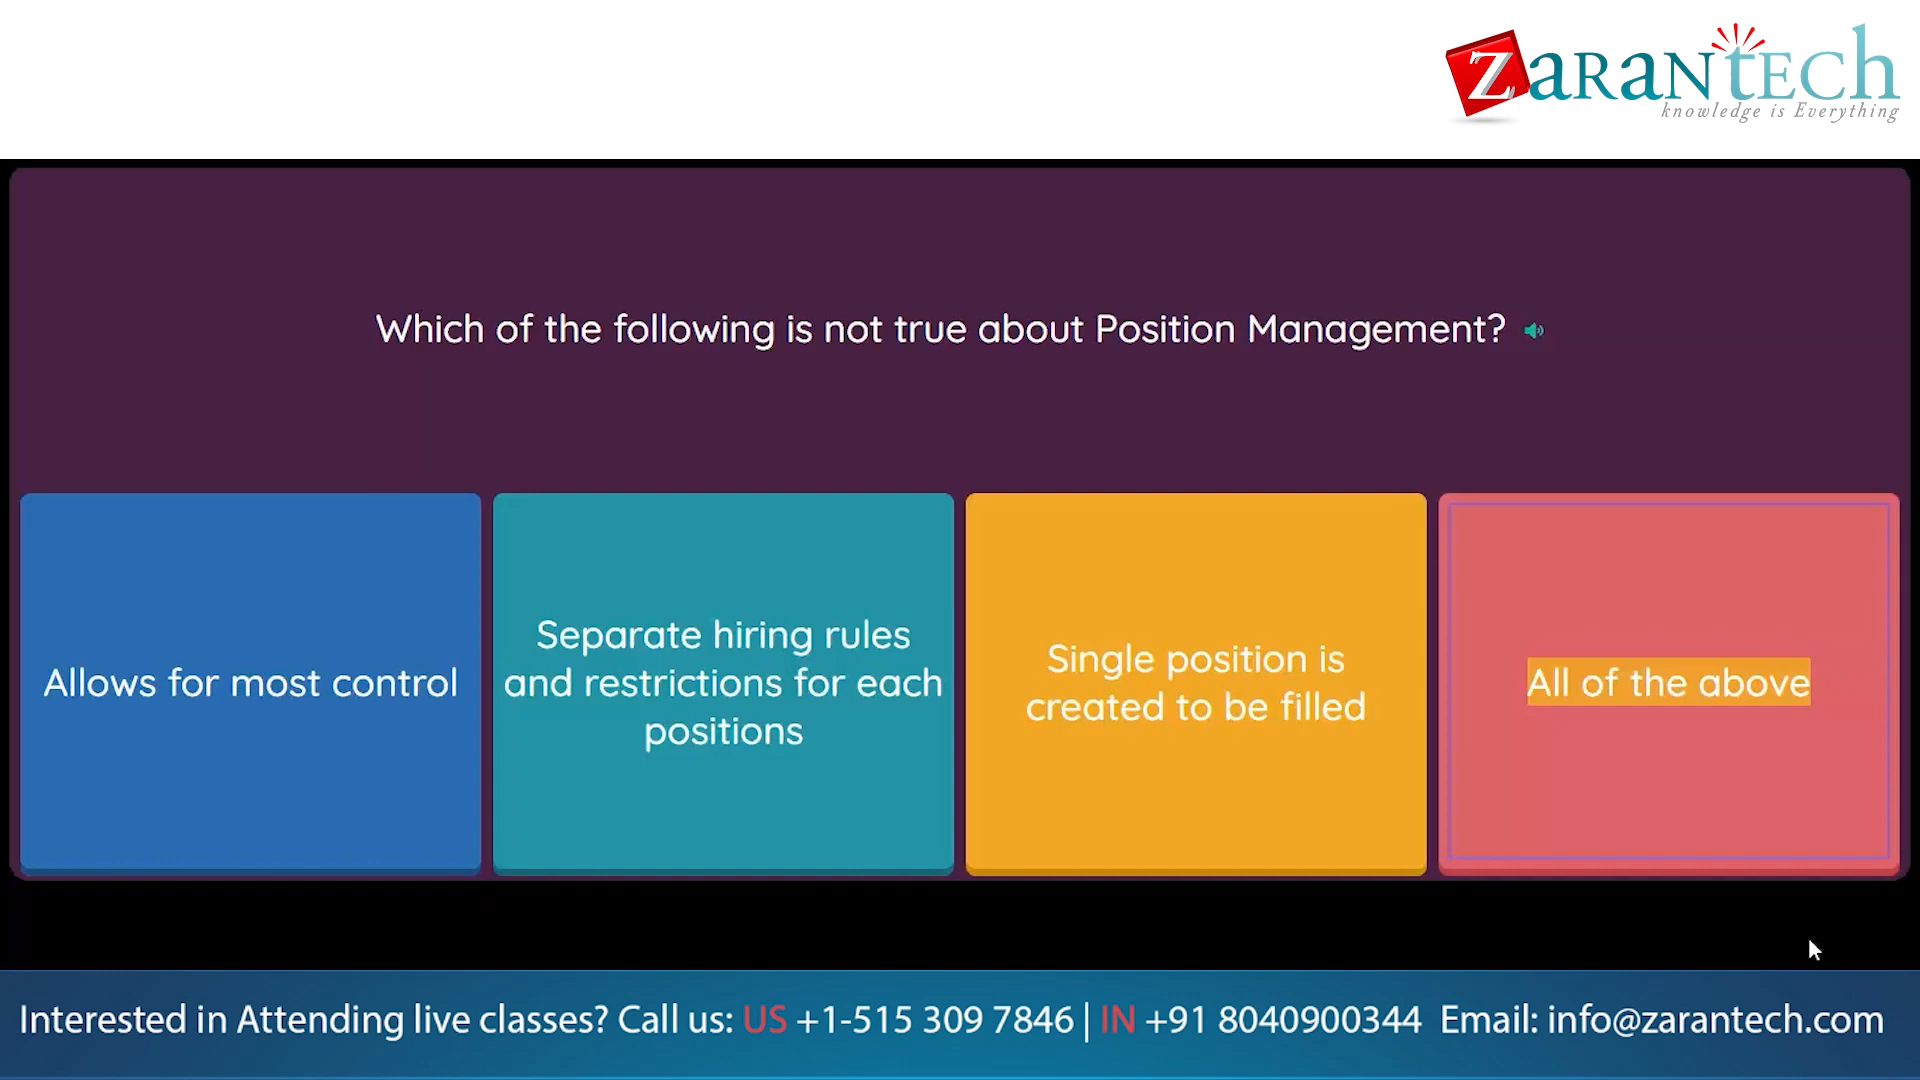 ZARANTECH
knowledge is Everything
Which of the following is not true about Position Management?
Allows for most control
Separate hiring rules
and restrictions for each
positions
Single position is
created to be filled
All of the above
Interested in Attending live classes? Call us: US +1-515 309 7846 | IN +91 8040900344 Email: info@zarantech.com